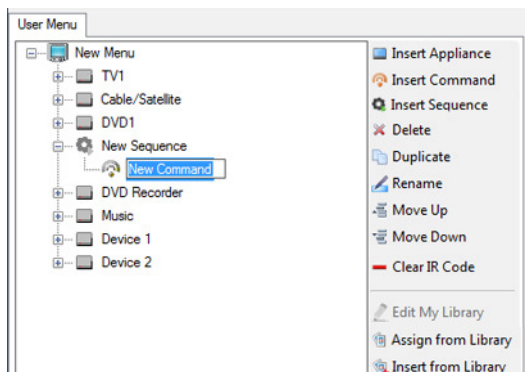 User Menu
New Menu
TV1
Cable/Satellite
DVD1
New Sequence
New Command
DVD Recorder
Music
Device 1
Device 2
Insert Appliance
Insert Command
Insert Sequence
Delete
Duplicate
Rename
Move Up
Move Down
Clear IR Code
Edit My Library
Assign from Library
Insert from Library